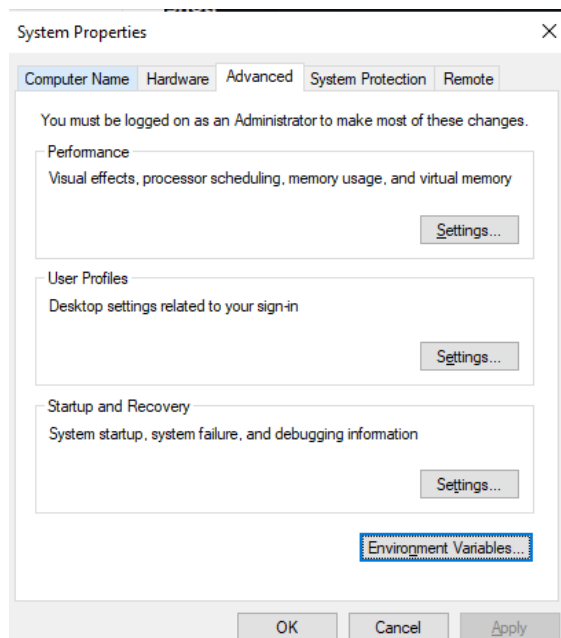 System Properties
Computer Name Hardware Advanced System Protection Remote
You must be logged on as an Administrator to make most of these changes.
Performance
Visual effects, processor scheduling, memory usage, and virtual memory
Settings...
User Profiles
Desktop settings related to your sign-in
Settings...
Startup and Recovery
System startup, system failure, and debugging information
Settings...
Environment Variables...
OK Cancel Apply